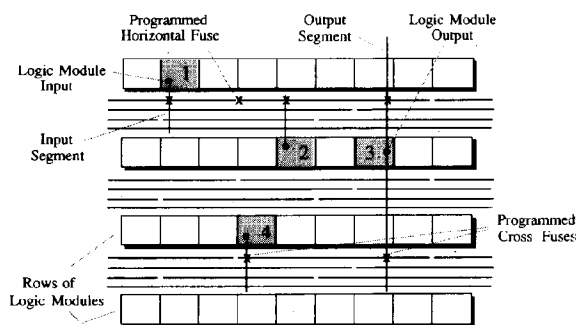 Programmed
Horizontal Fuse
Output
Segment
Logic Module
Output
Logic Module
Input
1
Input
Segment
2
3
4
Programmed
Cross Fuses
Rows of
Logic Modules